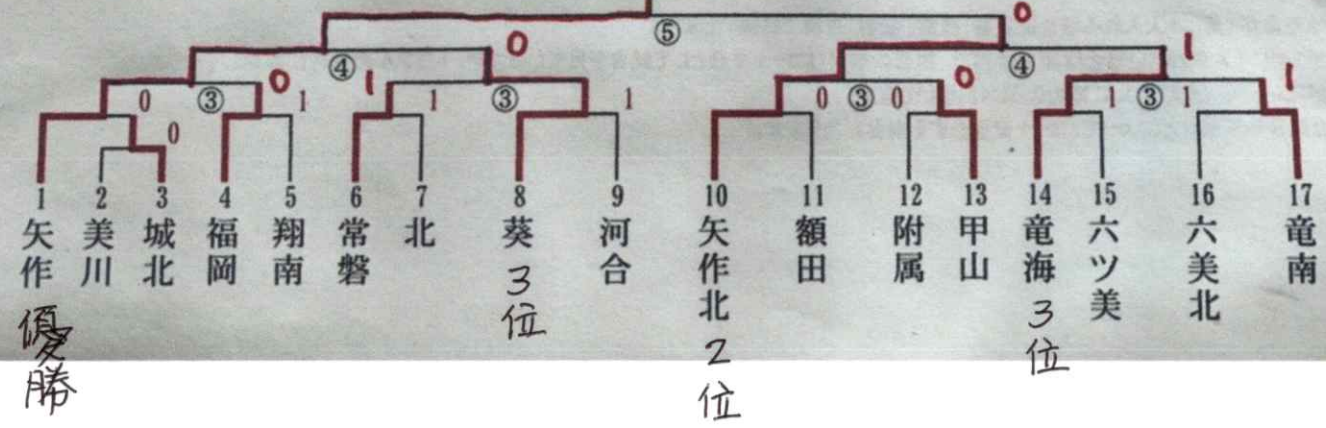 0
⑤
0
④
0
④
1
0
③
0
1
1
1
③
1
0
③
0
0
1
③
1
1
0
1
2
3
4
5
6
7
8
9
10
11
12
13
14
15
16
17
矢作
美川
城北
福岡
翔南
常磐
北
葵
河合
矢作北
額田
附属
甲山
竜海
六ツ美
六美北
竜南
優勝
3位
2位
3位